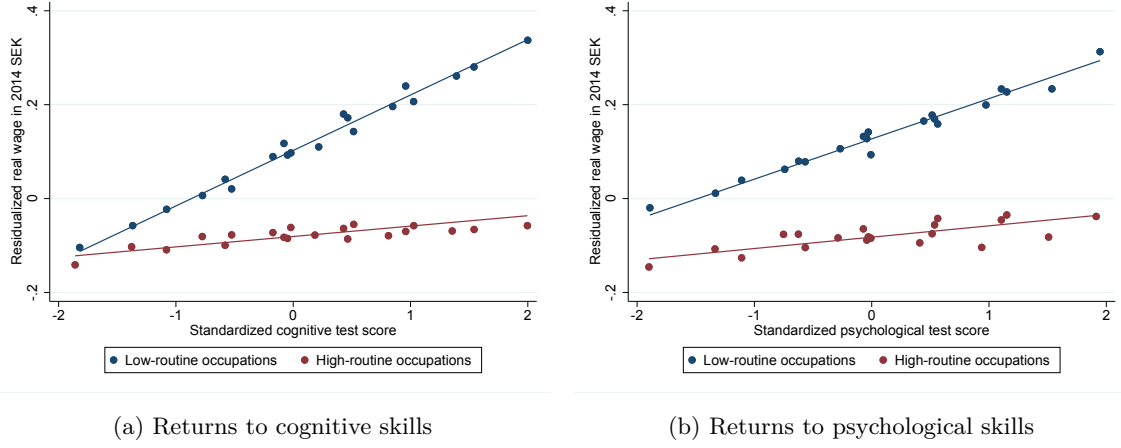 Residualized real wage in 2014 SEK
.4
.2
0
-.2
-2
-1
0
1
2
Standardized cognitive test score
Low-routine occupations
High-routine occupations
(a) Returns to cognitive skills
Residualized real wage in 2014 SEK
.4
.2
0
-.2
-2
-1
0
1
2
Standardized psychological test score
Low-routine occupations
High-routine occupations
(b) Returns to psychological skills